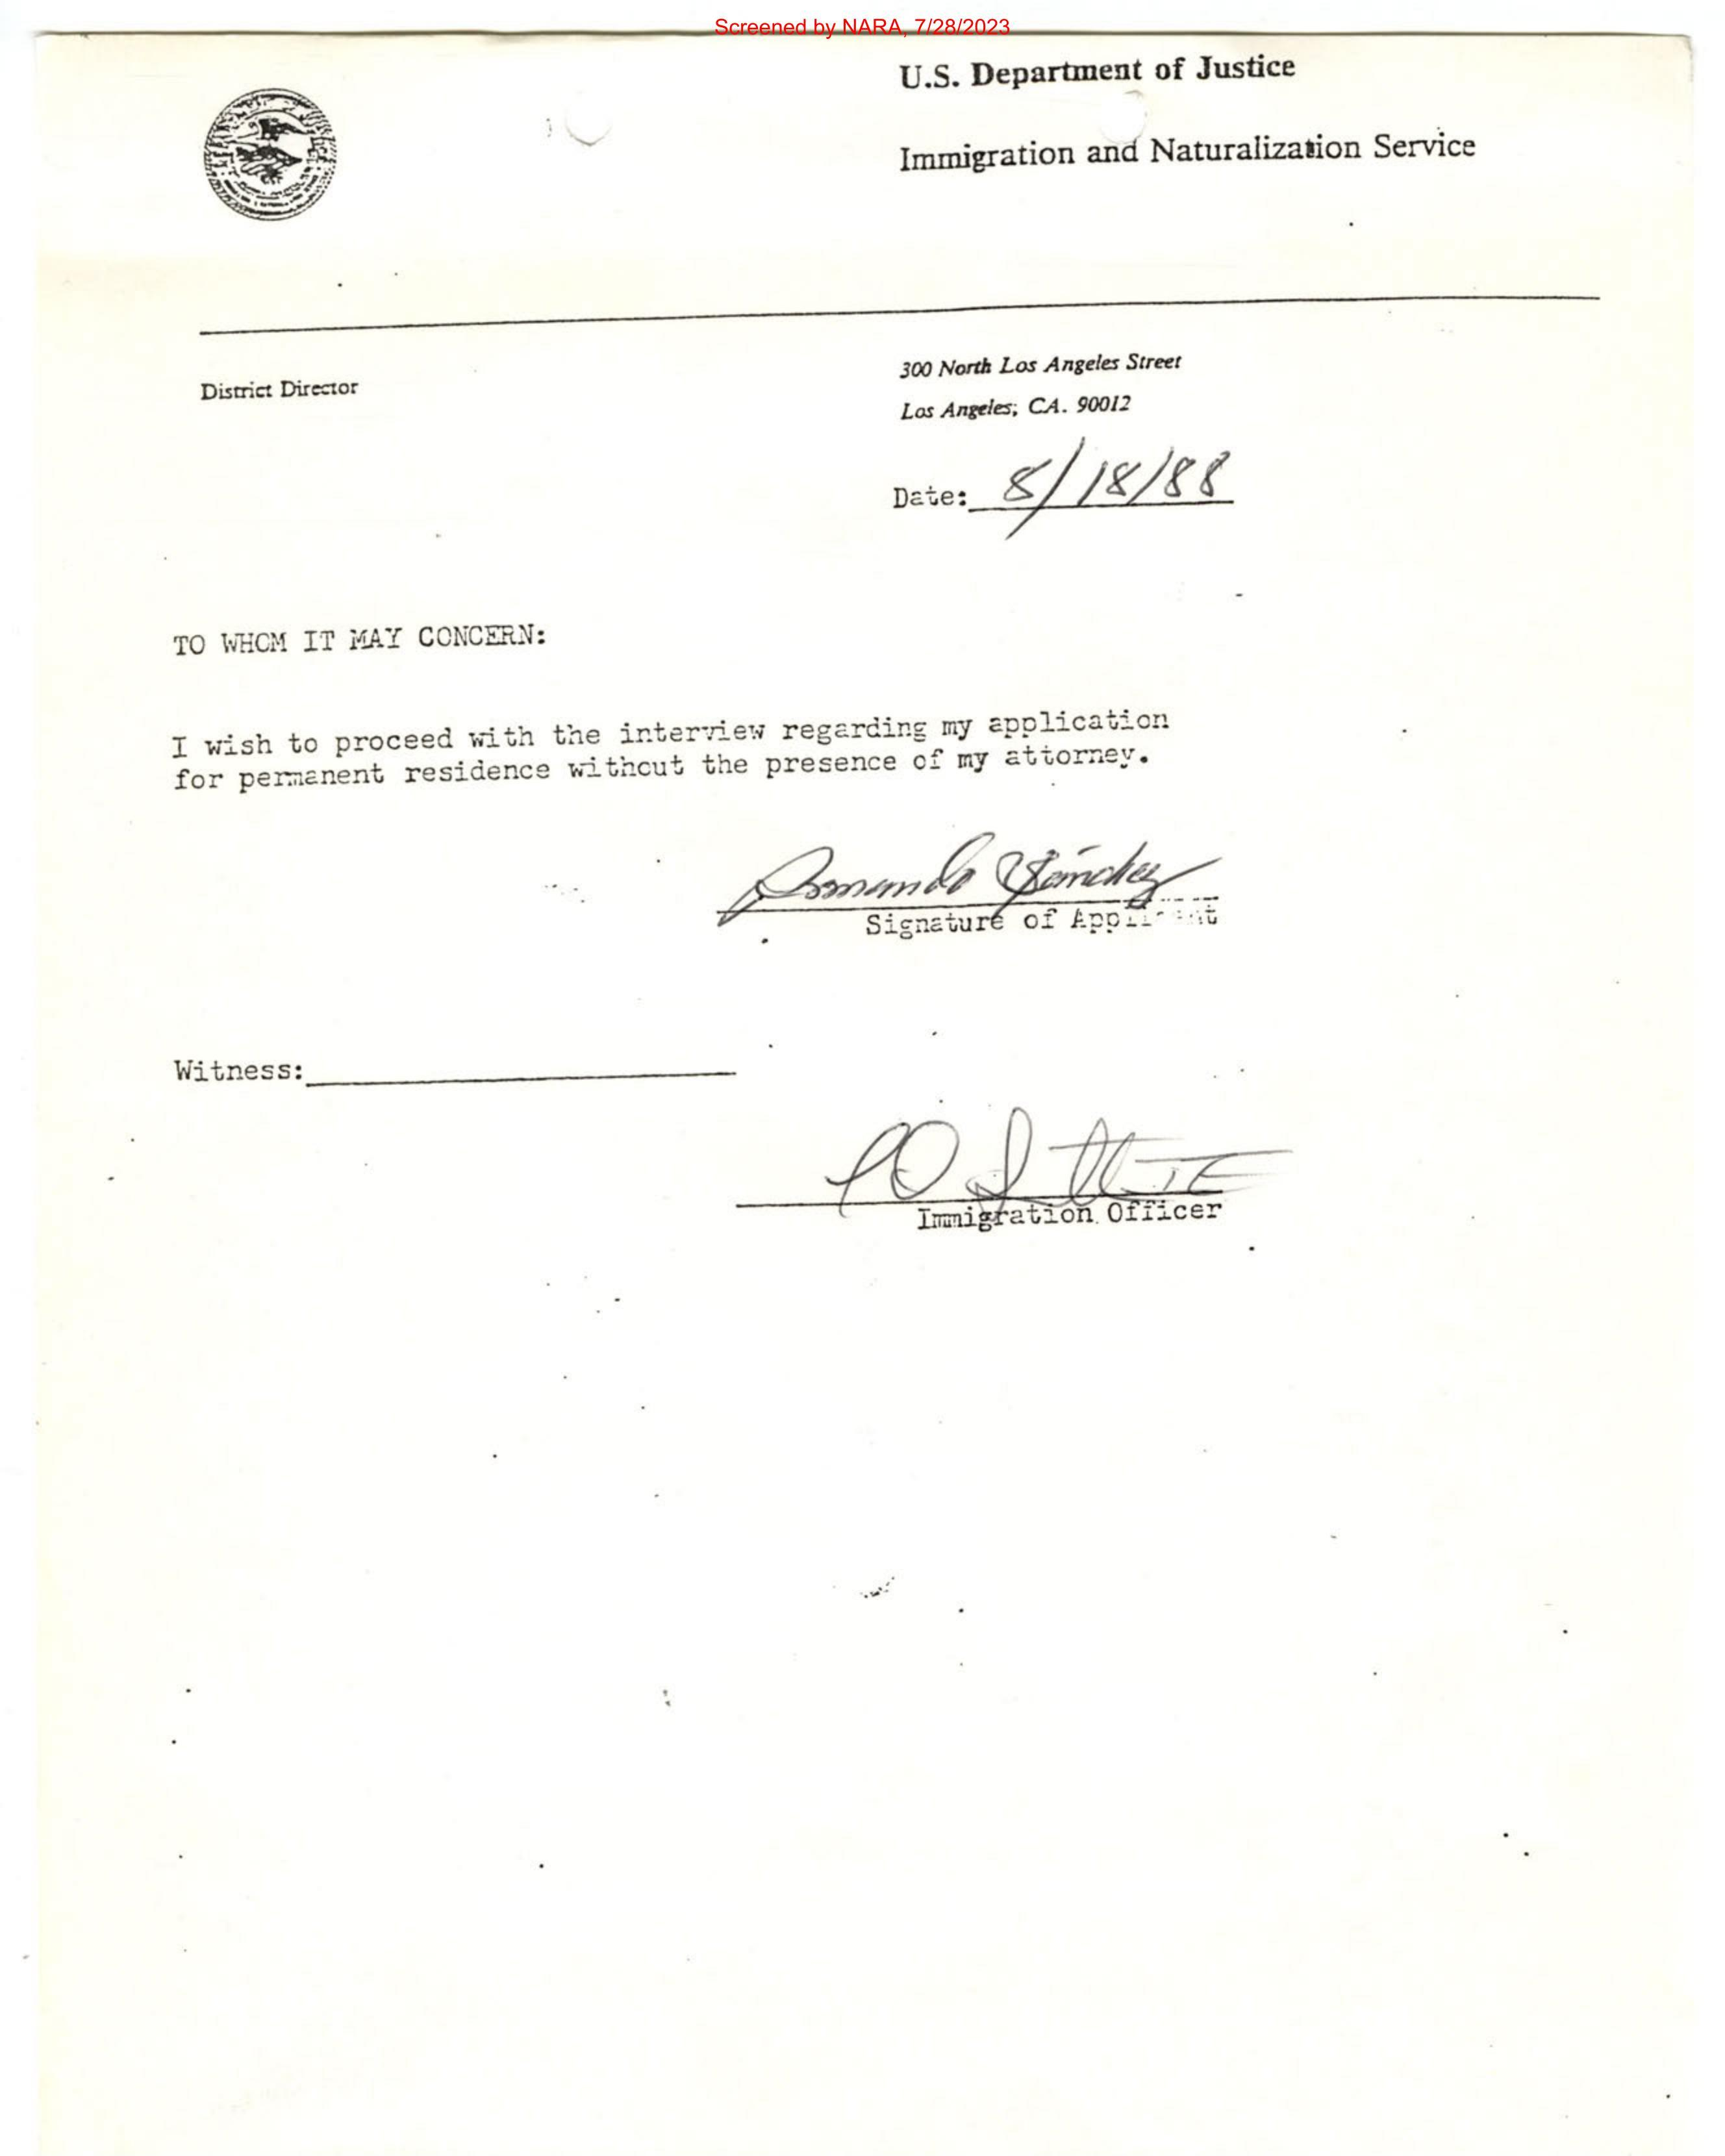 Screened by NARA, 7/28/2023
U.S. Department of Justice
Immigration and Naturalization Service
District Director
300 North Los Angeles Street
Los Angeles, CA. 90012
Date: 8/18/88
TO WHOM IT MAY CONCERN:
I wish to proceed with the interview regarding my application
for permanent residence without the presence of my attorney.
Sánchez
Signature of Applicant
Witness:
Immigration Officer